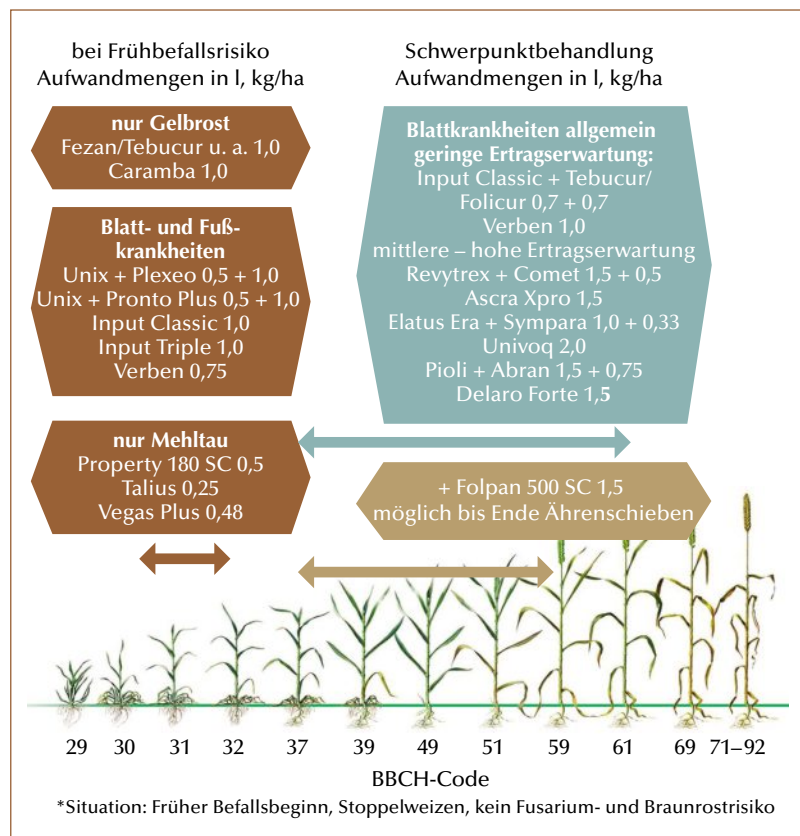 bei Frühbefallsrisiko
Aufwandmengen in l, kg/ha
nur Gelbrost
Fezan/Tebucur u. a. 1,0
Caramba 1,0
Blatt- und Fuß-
krankheiten
Unix + Plexeo 0,5 + 1,0
Unix + Pronto Plus 0,5 + 1,0
Input Classic 1,0
Input Triple 1,0
Verben 0,75
nur Mehltau
Property 180 SC 0,5
Talius 0,25
Vegas Plus 0,48
Schwerpunktbehandlung
Aufwandmengen in l, kg/ha
Blattkrankheiten allgemein
geringe Ertragserwartung:
Input Classic + Tebucur/
Folicur 0,7 + 0,7
Verben 1,0
mittlere – hohe Ertragserwartung
Revytrex + Comet 1,5 + 0,5
Ascra Xpro 1,5
Elatus Era + Sympara 1,0 + 0,33
Univoq 2,0
Pioli + Abran 1,5 + 0,75
Delaro Forte 1,5
+ Folpan 500 SC 1,5
möglich bis Ende Ährenschieben
29 30 31 32 37 39 49 51 59 61 69 71–92
BBCH-Code
*Situation: Früher Befallsbeginn, Stoppelweizen, kein Fusarium- und Braunrostrisiko